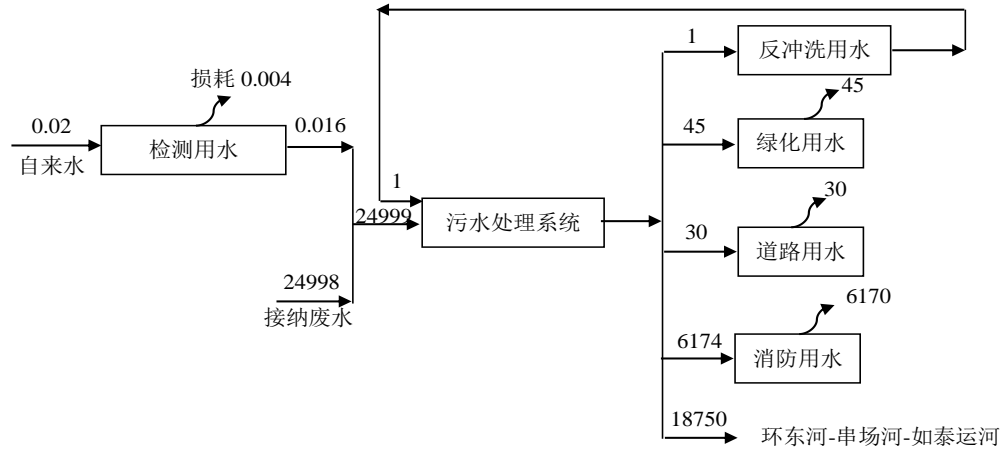 1
反冲洗用水
损耗 0.004
45
0.02
0.016
45
检测用水
绿化用水
自来水
1
30
24999
污水处理系统
30
道路用水
24998
6170
接纳废水
6174
消防用水
18750
环东河-串场河-如泰运河